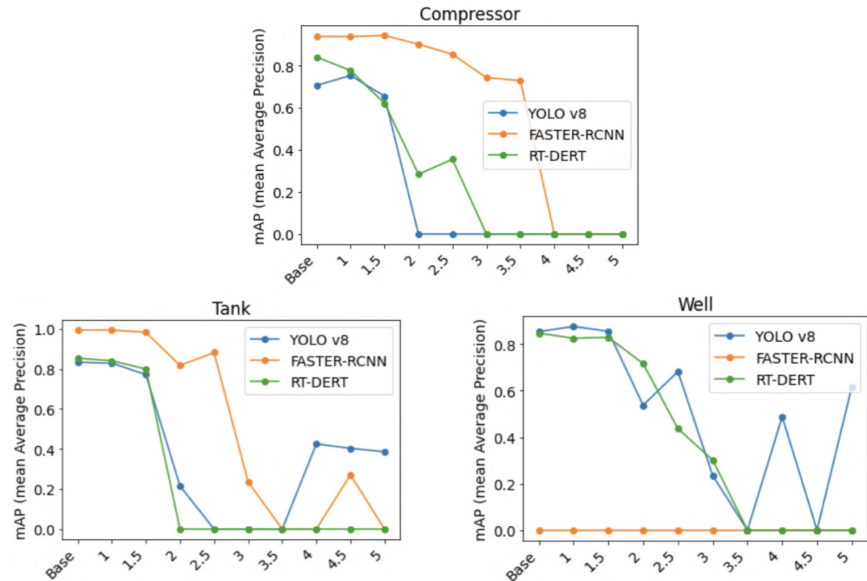 Compressor
mAP (mean Average Precision)
0.8
0.6
0.4
0.2
0.0
YOLO v8
FASTER-RCNN
RT-DERT
Base 1 1.5 2 2.5 3 3.5 4 4.5 5
Tank
mAP (mean Average Precision)
1.0
0.8
0.6
0.4
0.2
0.0
YOLO v8
FASTER-RCNN
RT-DERT
Base 1 1.5 2 2.5 3 3.5 4 4.5 5
Well
mAP (mean Average Precision)
0.8
0.6
0.4
0.2
0.0
YOLO v8
FASTER-RCNN
RT-DERT
Base 1 1.5 2 2.5 3 3.5 4 4.5 5